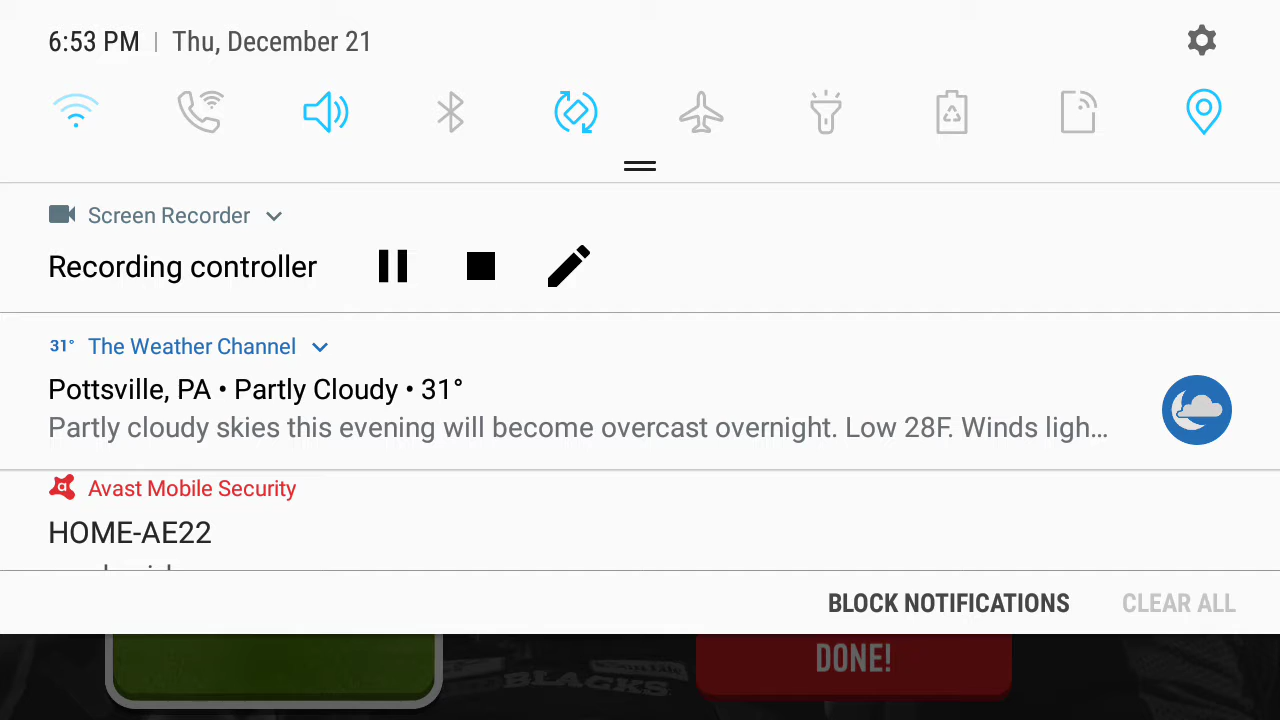 6:53 PM | Thu, December 21
Screen Recorder
Recording controller
31° The Weather Channel
Pottsville, PA • Partly Cloudy • 31°
Partly cloudy skies this evening will become overcast overnight. Low 28F. Winds ligh...
Avast Mobile Security
HOME-AE22
BLOCK NOTIFICATIONS CLEAR ALL
DONE!
BLACKS